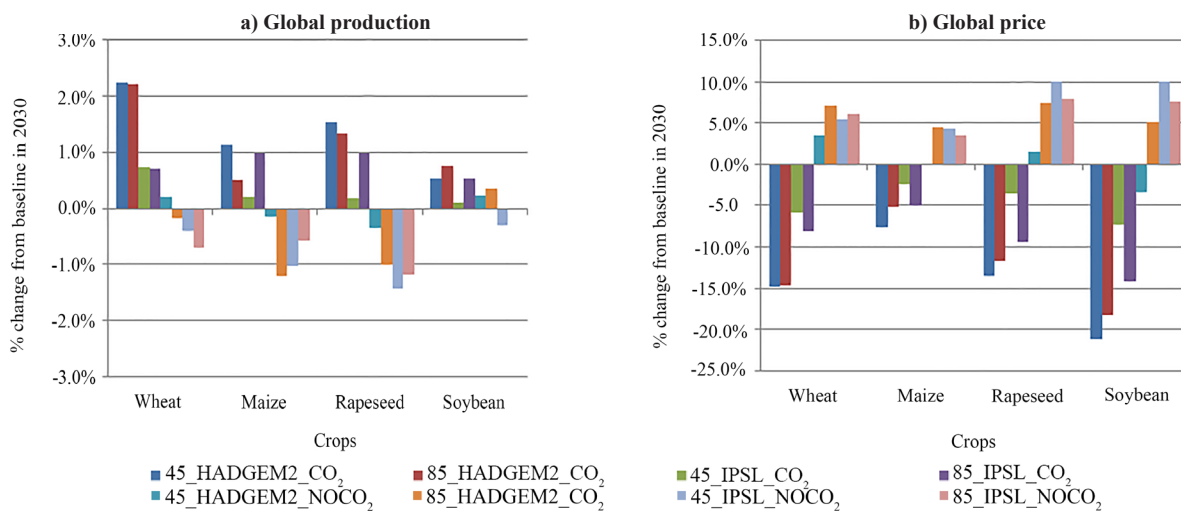 a) Global production
3.0%
2.0%
1.0%
0.0%
-1.0%
-2.0%
-3.0%
% change from baseline in 2030
Wheat Maize Rapeseed Soybean
Crops
b) Global price
15.0%
10.0%
5.0%
0.0%
-5.0%
-10.0%
-15.0%
-20.0%
-25.0%
% change from baseline in 2030
Wheat Maize Rapeseed Soybean
Crops
45_HADGEM2_CO₂ 85_HADGEM2_CO₂ 45_IPSL_CO₂ 85_IPSL_CO₂
45_HADGEM2_NOCO₂ 85_HADGEM2_CO₂ 45_IPSL_NOCO₂ 85_IPSL_NOCO₂